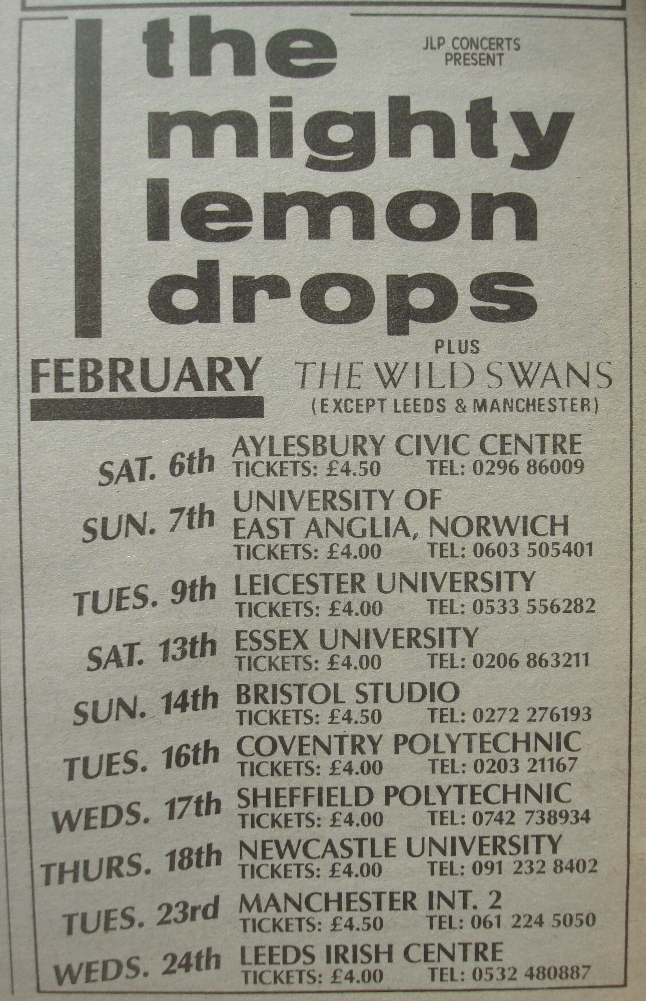 the
mighty
lemon
drops
JLP CONCERTS
PRESENT
PLUS
FEBRUARY
THE WILD SWANS
(EXCEPT LEEDS & MANCHESTER)
SAT. 6th AYLESBURY CIVIC CENTRE
TICKETS: £4.50 TEL: 0296 86009
SUN. 7th UNIVERSITY OF
EAST ANGLIA, NORWICH
TICKETS: £4.00 TEL: 0603 505401
TUES. 9th LEICESTER UNIVERSITY
TICKETS: £4.00 TEL: 0533 556282
SAT. 13th ESSEX UNIVERSITY
TICKETS: £4.00 TEL: 0206 863211
SUN. 14th BRISTOL STUDIO
TICKETS: £4.50 TEL: 0272 276193
TUES. 16th COVENTRY POLYTECHNIC
TICKETS: £4.00 TEL: 0203 21167
WEDS. 17th SHEFFIELD POLYTECHNIC
TICKETS: £4.00 TEL: 0742 738934
THURS. 18th NEWCASTLE UNIVERSITY
TICKETS: £4.00 TEL: 091 232 8402
TUES. 23rd MANCHESTER INT. 2
TICKETS: £4.50 TEL: 061 224 5050
WEDS. 24th LEEDS IRISH CENTRE
TICKETS: £4.00 TEL: 0532 480887